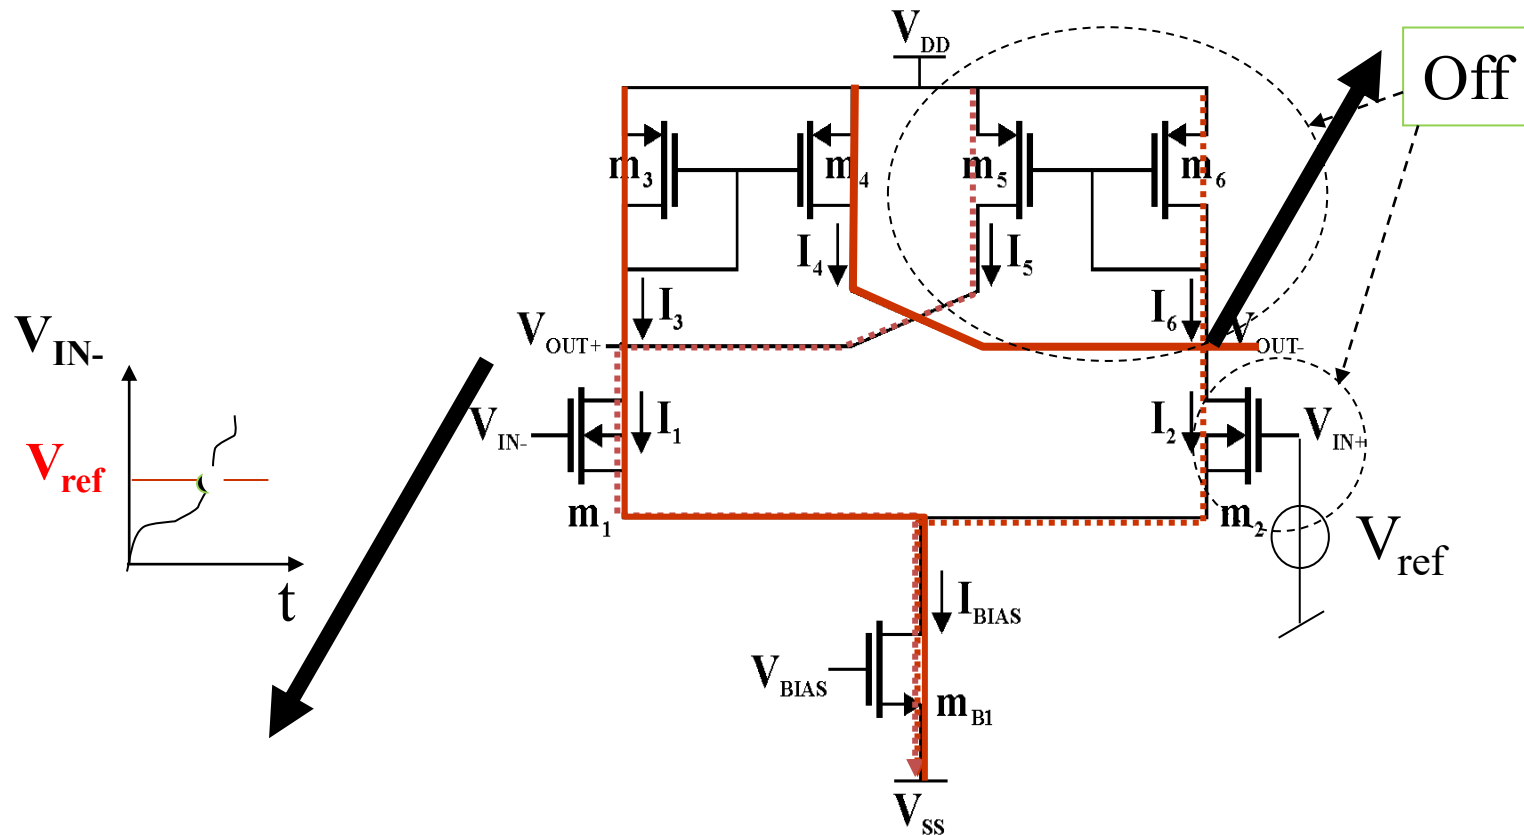 VDD
Off
m3
m4
m5
m6
I4
I5
I3
I6
VIN-
VOUT+
VOUT-
VIN-
I1
I2
VIN+
Vref
m1
m2
Vref
t
IBIAS
VBIAS
mB1
VSS